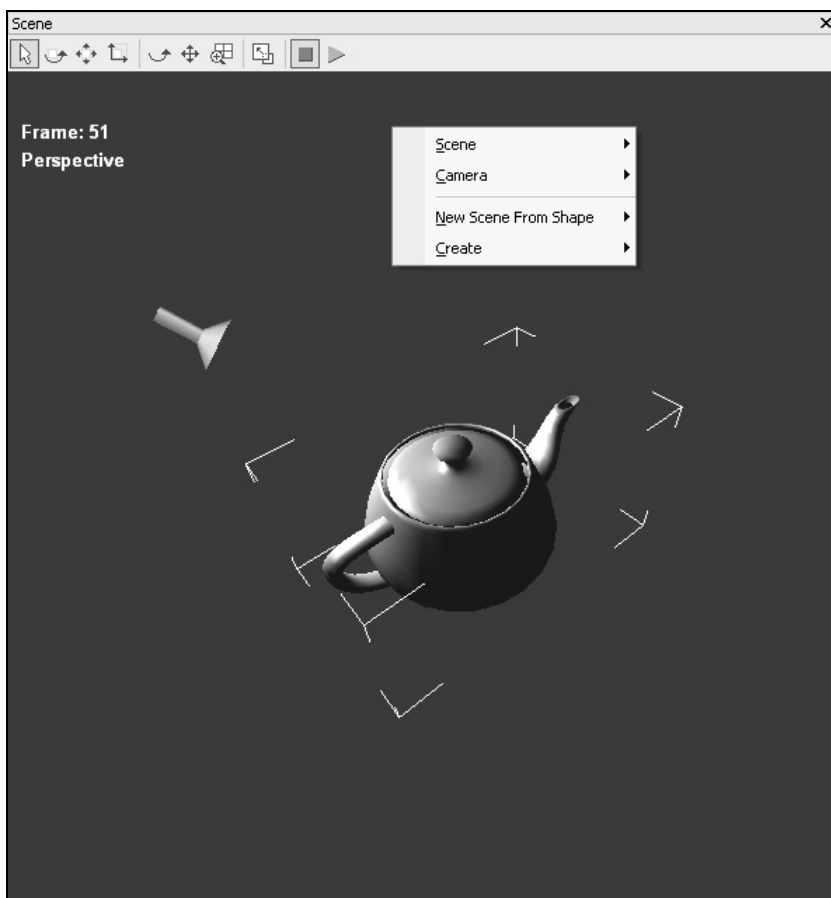 Scene
Frame: 51
Perspective
Scene
Camera
New Scene From Shape
Create